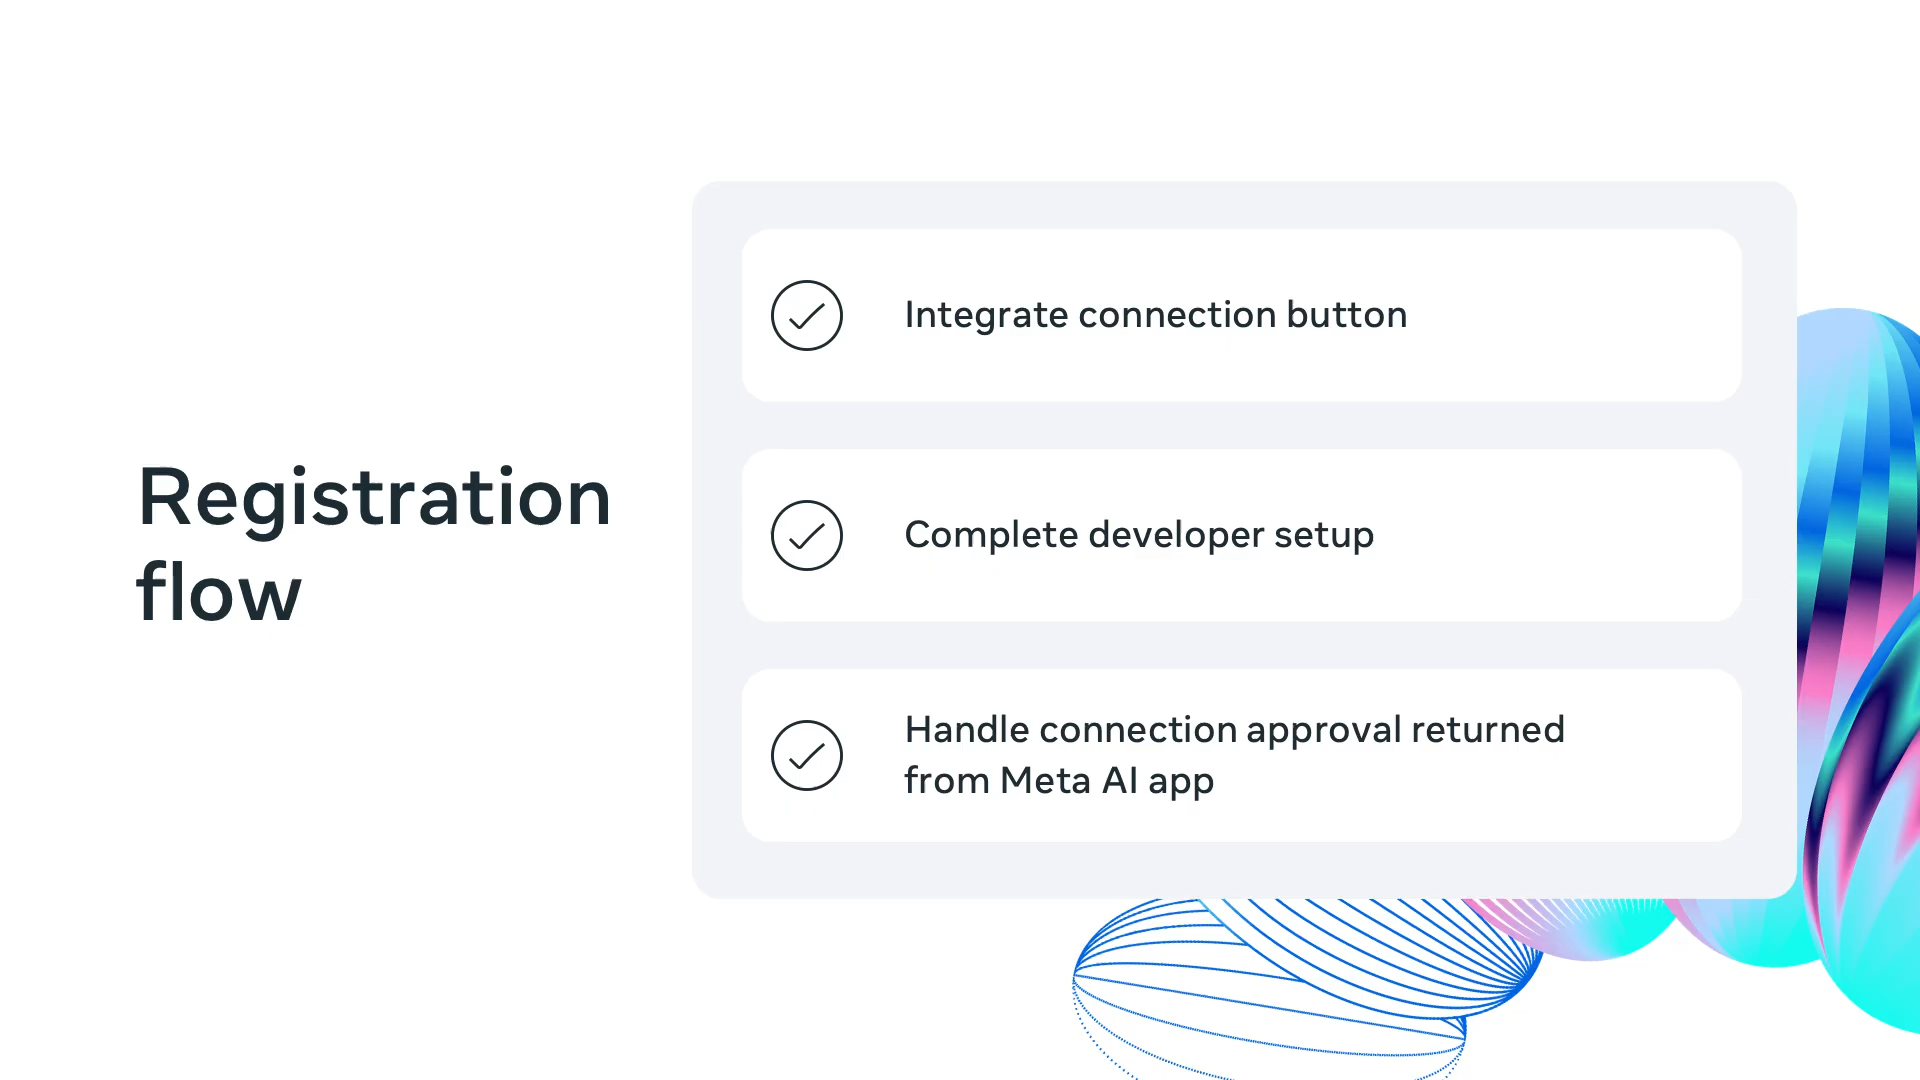 Registration
flow
Integrate connection button
Complete developer setup
Handle connection approval returned
from Meta AI app